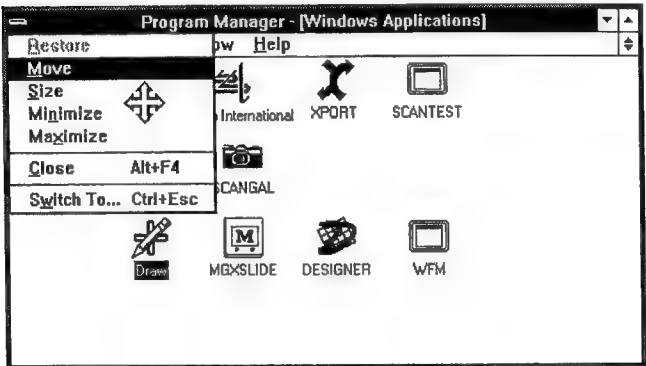 Program Manager - [Windows Applications]
Restore
ow Help
Move
Size
Minimize
International XPORT SCANTEST
Maximize
Close Alt+F4
SCANGAL
Switch To... Ctrl+Esc
M
Draw MGXSLIDE DESIGNER WFM